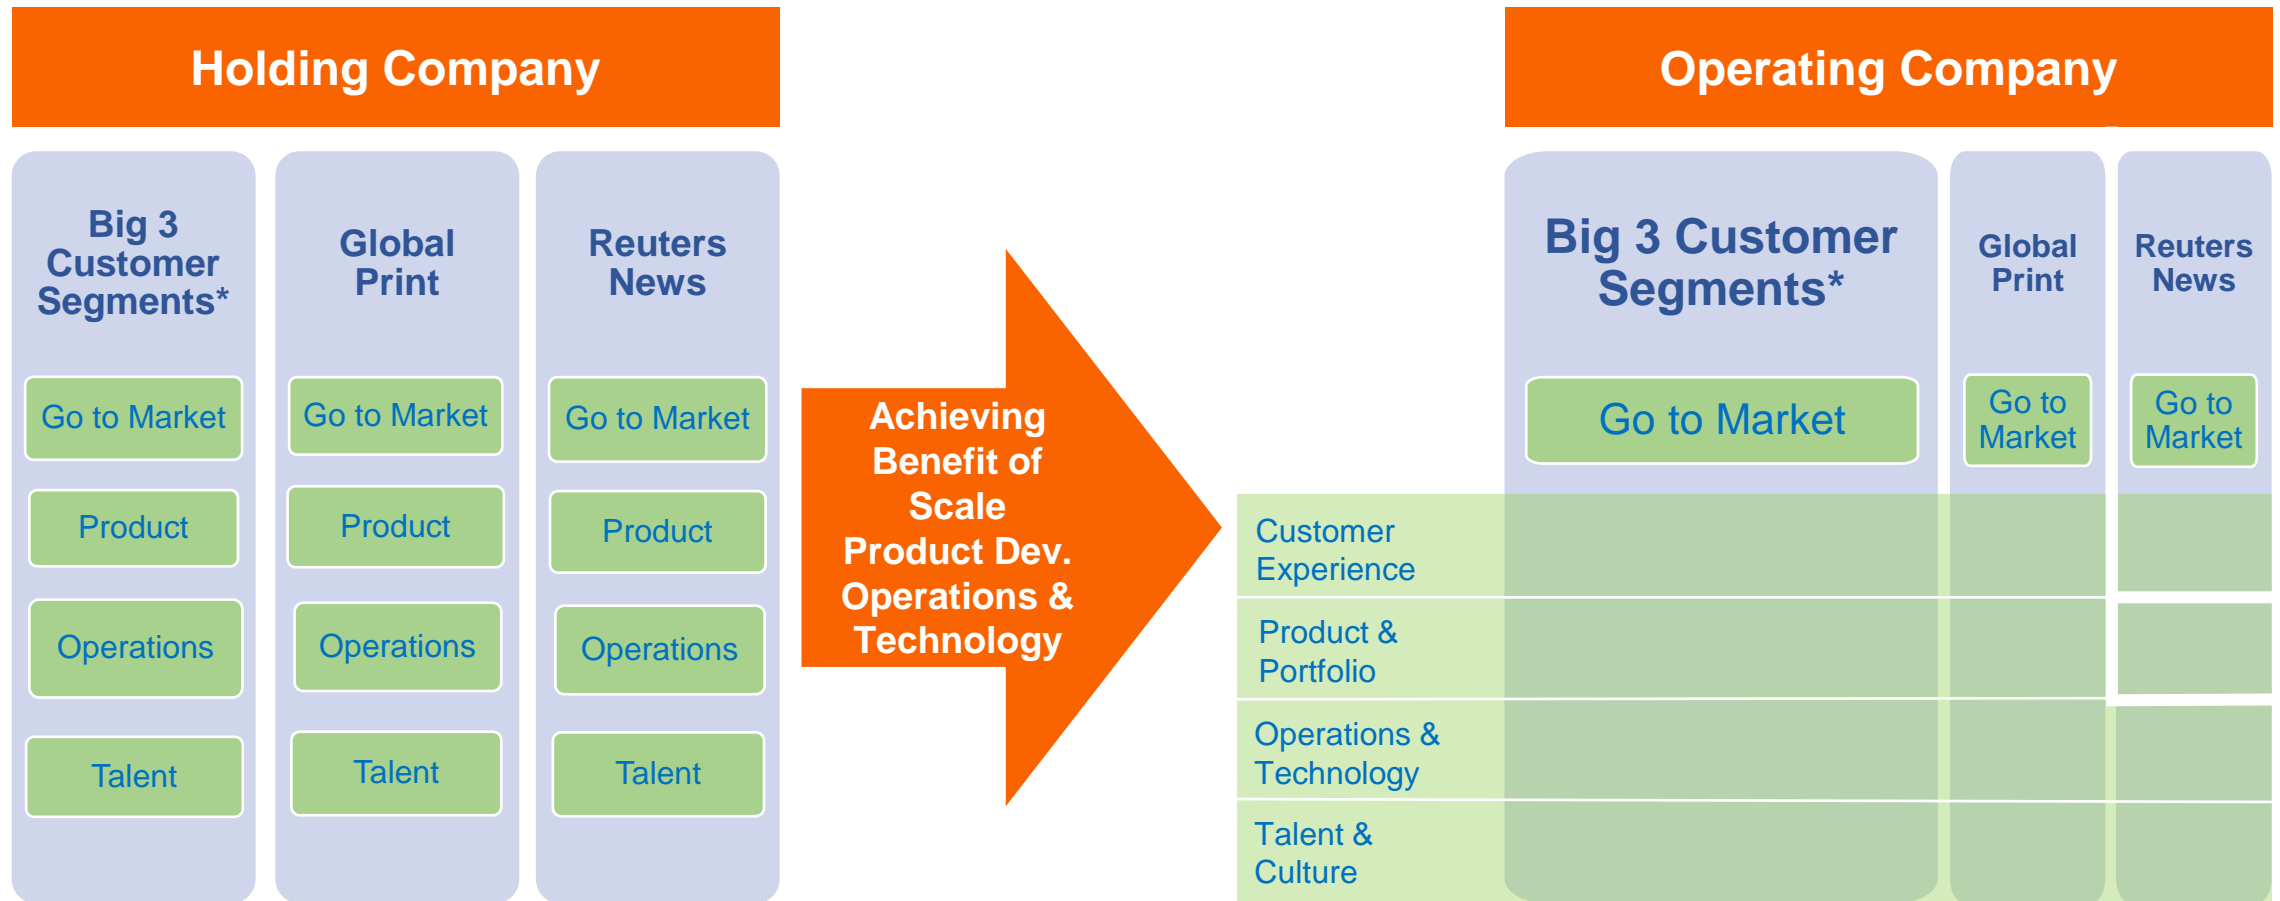 Holding Company
Big 3
Customer
Segments*
Go to Market
Product
Operations
Talent
Global
Print
Go to Market
Product
Operations
Talent
Reuters
News
Go to Market
Product
Operations
Talent
Achieving
Benefit of
Scale
Product Dev.
Operations &
Technology
Operating Company
Big 3 Customer
Segments*
Go to Market
Global
Print
Go to
Market
Reuters
News
Go to
Market
Customer
Experience
Product &
Portfolio
Operations &
Technology
Talent &
Culture